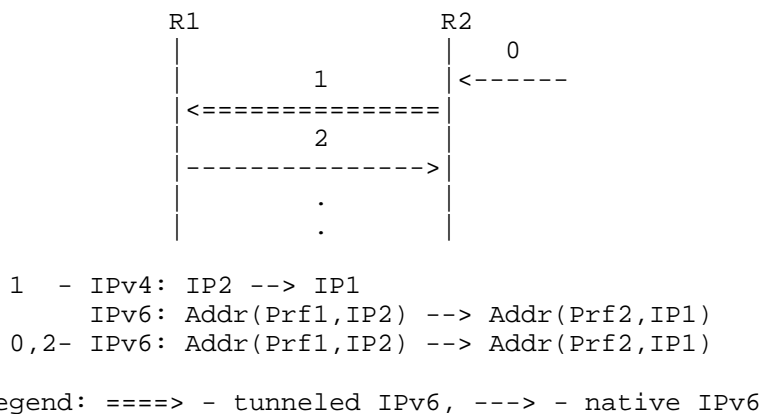 R1                R2
|                 |   0
|        1        |<------
|<===============|
|        2        |
|--------------->|
|        .        |
|        .        |
1  - IPv4: IP2 --> IP1
IPv6: Addr(Prf1,IP2) --> Addr(Prf2,IP1)
0,2- IPv6: Addr(Prf1,IP2) --> Addr(Prf2,IP1)
egend: ====> - tunneled IPv6, ---> - native IPv6